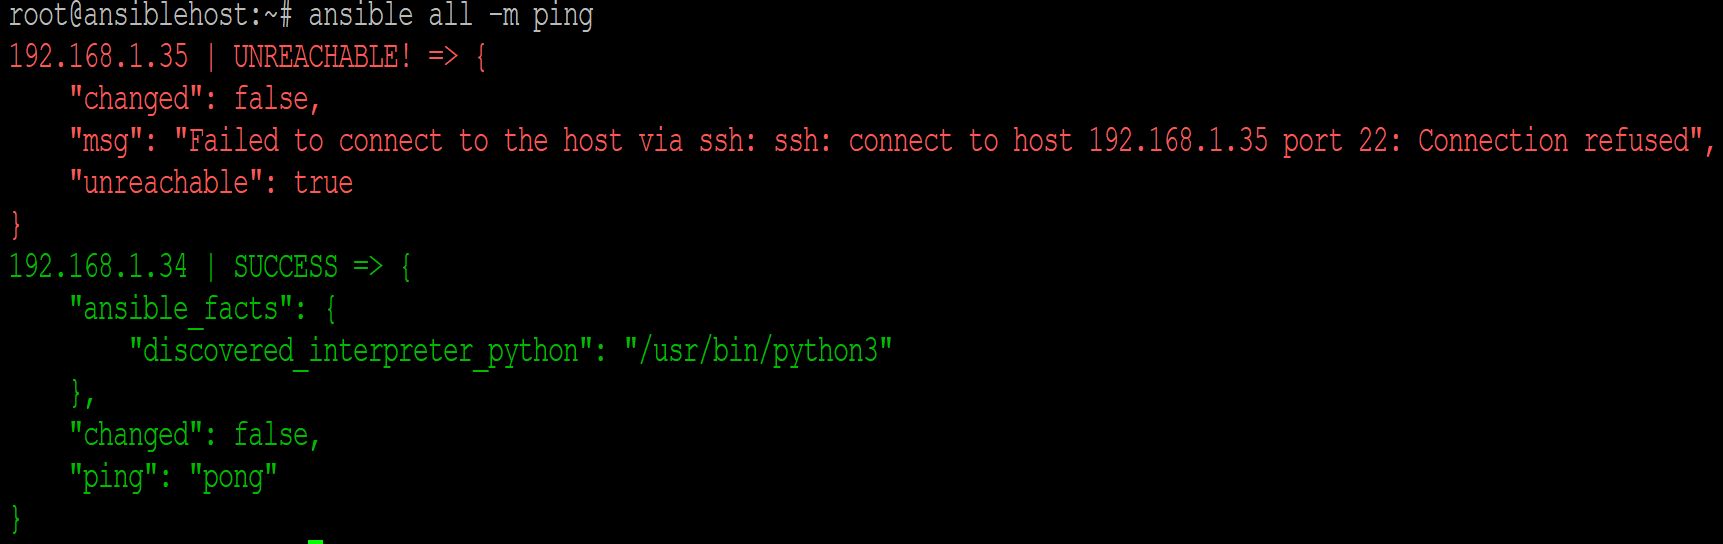 root@ansiblehost:~# ansible all -m ping
192.168.1.35 | UNREACHABLE! => {
    "changed": false,
    "msg": "Failed to connect to the host via ssh: ssh: connect to host 192.168.1.35 port 22: Connection refused",
    "unreachable": true
}
192.168.1.34 | SUCCESS => {
    "ansible_facts": {
        "discovered_interpreter_python": "/usr/bin/python3"
    },
    "changed": false,
    "ping": "pong"
}